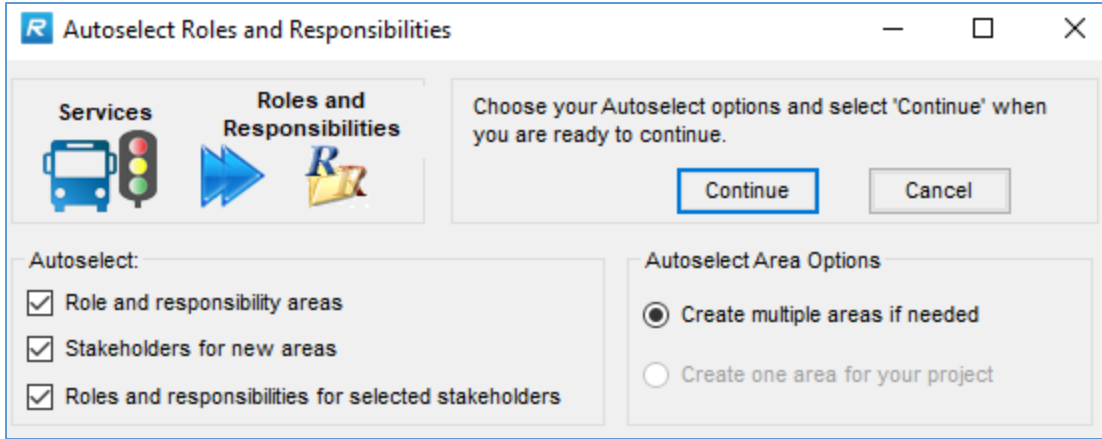 R Autoselect Roles and Responsibilities
Services
Roles and
Responsibilities
R R
Choose your Autoselect options and select 'Continue' when
you are ready to continue.
Continue
Cancel
Autoselect:
Role and responsibility areas
Stakeholders for new areas
Roles and responsibilities for selected stakeholders
Autoselect Area Options
Create multiple areas if needed
Create one area for your project